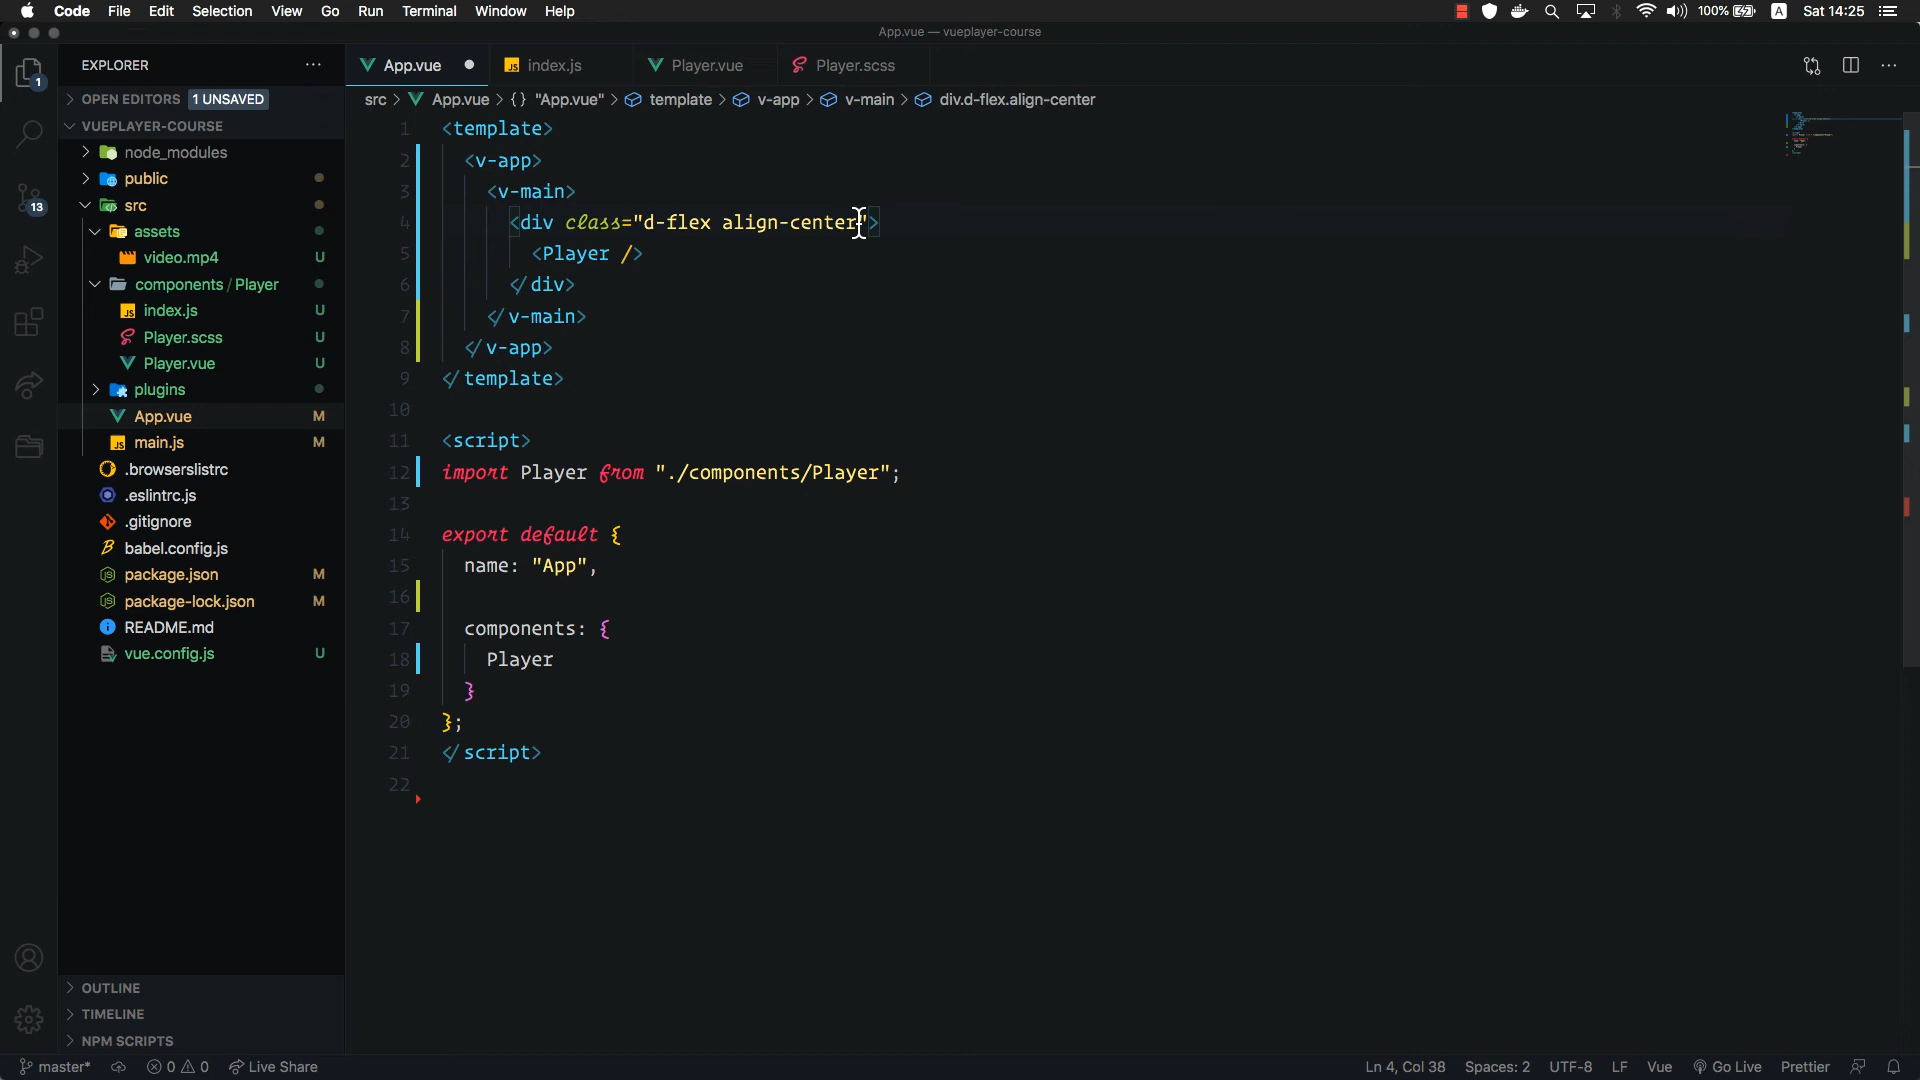 Code File Edit Selection View Go Run Terminal Window Help 100% A Sat 14:25
App.vue — vueplayer-course
EXPLORER
App.vue index.js Player.vue Player.scss
OPEN EDITORS 1 UNSAVED
src > App.vue > {} "App.vue" > template > v-app > v-main > div.d-flex.align-center
VUEPLAYER-COURSE
node_modules
public
src
assets
video.mp4 U
components / Player
index.js U
Player.scss U
Player.vue U
plugins
App.vue M
main.js M
.browserslistrc
.eslintrc.js
.gitignore
babel.config.js
package.json M
package-lock.json M
README.md
vue.config.js U
OUTLINE
TIMELINE
NPM SCRIPTS
1
13
1 <template>
2 <v-app>
3 <v-main>
4 <div class="d-flex align-center">
5 <Player />
6 </div>
7 </v-main>
8 </v-app>
9 </template>
10
11 <script>
12 import Player from "./components/Player";
13
14 export default {
15 name: "App",
16
17 components: {
18 Player
19 }
20 };
21 </script>
22
master* 0 0 Live Share Ln 4, Col 38 Spaces: 2 UTF-8 LF Vue Go Live Prettier